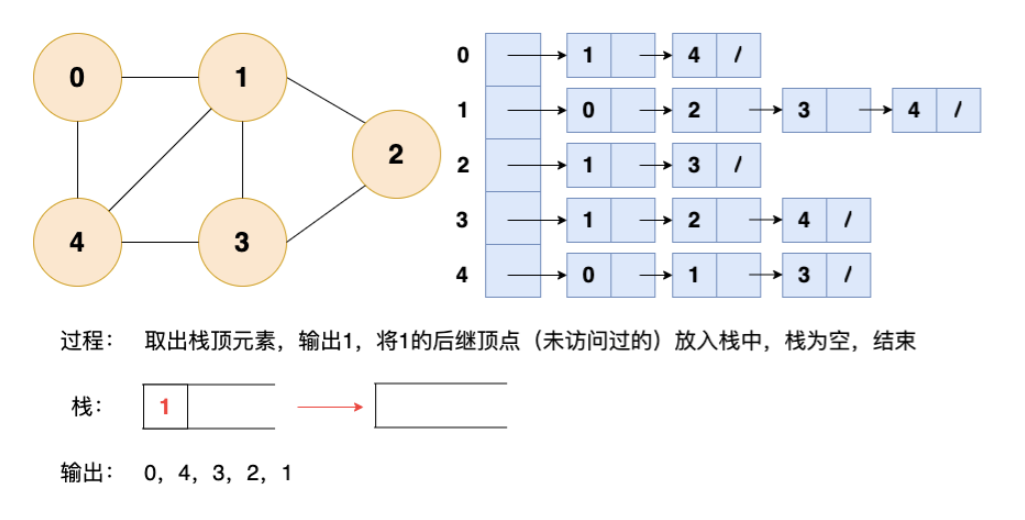 0 1 2 4 3
0 1 4 /
1 0 2 3 4 /
2 1 3 /
3 1 2 4 /
4 0 1 3 /
过程： 取出栈顶元素，输出1，将1的后继顶点（未访问过的）放入栈中，栈为空，结束
栈： 1
输出： 0，4，3，2，1